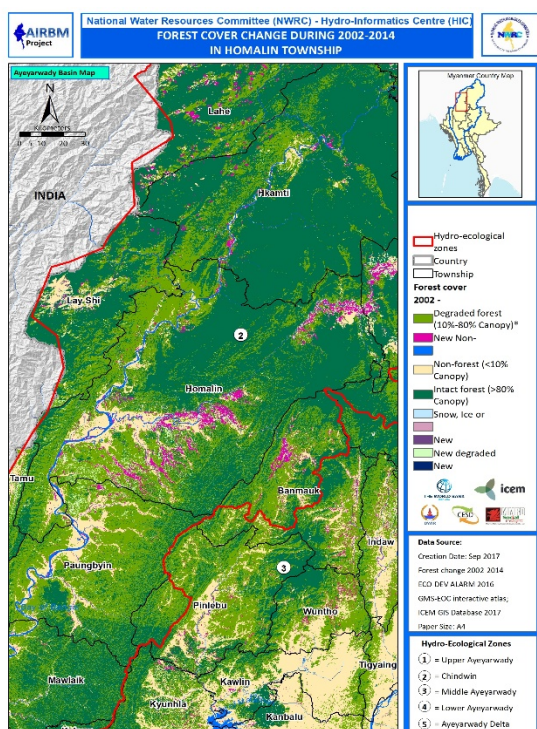 AIRBM
Project
National Water Resources Committee (NWRC) - Hydro-Informatics Centre (HIC)
FOREST COVER CHANGE DURING 2002-2014
IN HOMALIN TOWNSHIP
NWRC
Ayeyarwady Basin Map
N
Kilometers
0 5 10 20 30
INDIA
Lahe
Hkamti
Lay Shi
2
Homalin
Tamu
Banmauk
Indaw
Paungbyin
3
Pinlebu
Wuntho
Tigyaing
Mawlaik
Kawlin
Kyunhla
Kanbalu
Myanmar Country Map
Hydro-ecological
zones
Country
Township
Forest cover
2002 -
Degraded forest
(10%-80% Canopy)*
New Non-
Non-forest (<10%
Canopy)
Intact forest (>80%
Canopy)
Snow, Ice or
New
New degraded
New
THE WORLD BANK
icem
CESD
Data Source:
Creation Date: Sep 2017
Forest change 2002-2014
ECO DEV ALARM 2016
GMS-EOC interactive atlas;
ICEM GIS Database 2017
Paper Size: A4
Hydro-Ecological Zones
1 = Upper Ayeyarwady
2 = Chindwin
3 = Middle Ayeyarwady
4 = Lower Ayeyarwady
5 = Ayeyarwady Delta